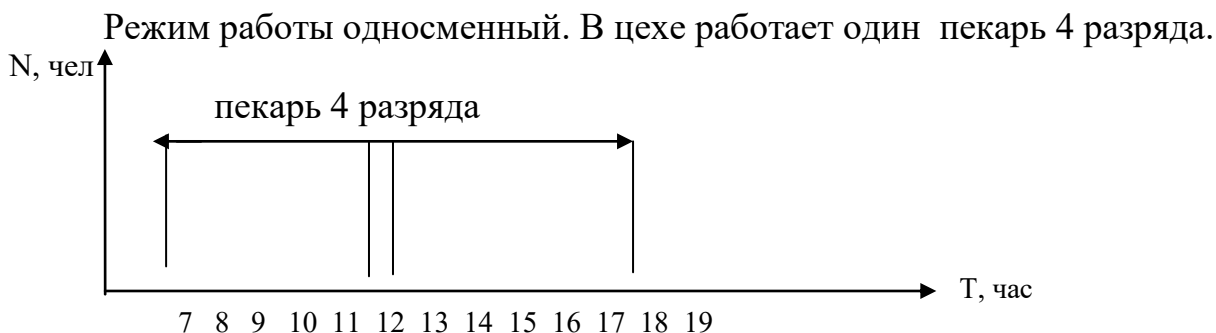 Режим работы односменный. В цехе работает один пекарь 4 разряда.
N, чел
пекарь 4 разряда
Т, час
7 8 9 10 11 12 13 14 15 16 17 18 19